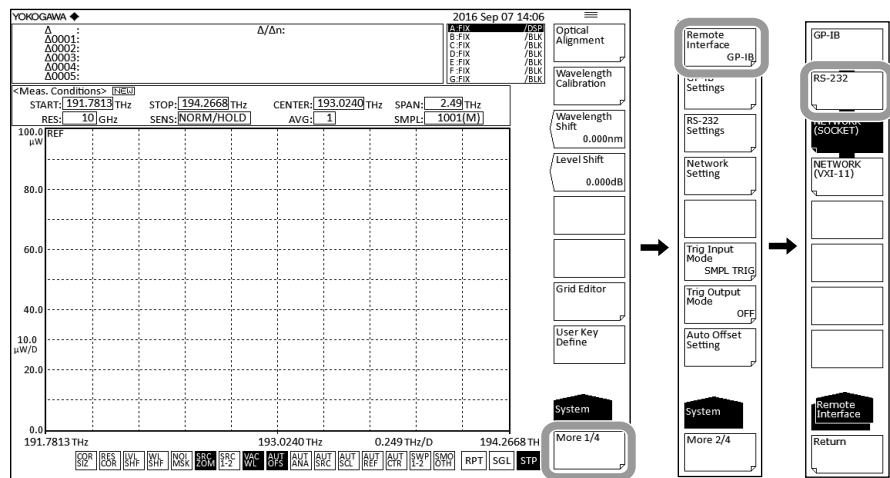 YOKOGAWA ◆
2016 Sep 07 14:06
Δ :
Δ0001:
Δ0002:
Δ0003:
Δ0004:
Δ0005:
Δ/Δn:
A:FIX /DSP
B:FIX /BLK
C:FIX /BLK
D:FIX /BLK
E:FIX /BLK
F:FIX /BLK
G:FIX /BLK
<Meas. Conditions> NEW
START: 191.7813 THz STOP: 194.2668 THz CENTER: 193.0240 THz SPAN: 2.49 THz
RES: 10 GHz SENS: NORM/HOLD AVG: 1 SMPL: 1001(M)
100.0
μW
REF
80.0
60.0
40.0
10.0
μW/D
20.0
0.0
191.7813 THz 193.0240 THz 0.249 THz/D 194.2668 TH
COR SIZ
RES COR
LVL SHF
WL SHF
NOI MSK
SRC ZOM
SRC 1-2
VAC WL
AUT OFS
AUT ANA
AUT SRC
AUT SCL
AUT REF
AUT CTR
SWP 1-2
SMO OTH
RPT
SGL
STP
Optical
Alignment
Wavelength
Calibration
Wavelength
Shift
0.000nm
Level Shift
0.000dB
Grid Editor
User Key
Define
System
More 1/4
Remote
Interface
GP-IB
GP-IB
Settings
RS-232
Settings
Network
Setting
Trig Input
Mode
SMPL TRIG
Trig Output
Mode
OFF
Auto Offset
Setting
System
More 2/4
GP-IB
RS-232
NETWORK
(SOCKET)
NETWORK
(VXI-11)
Remote
Interface
Return